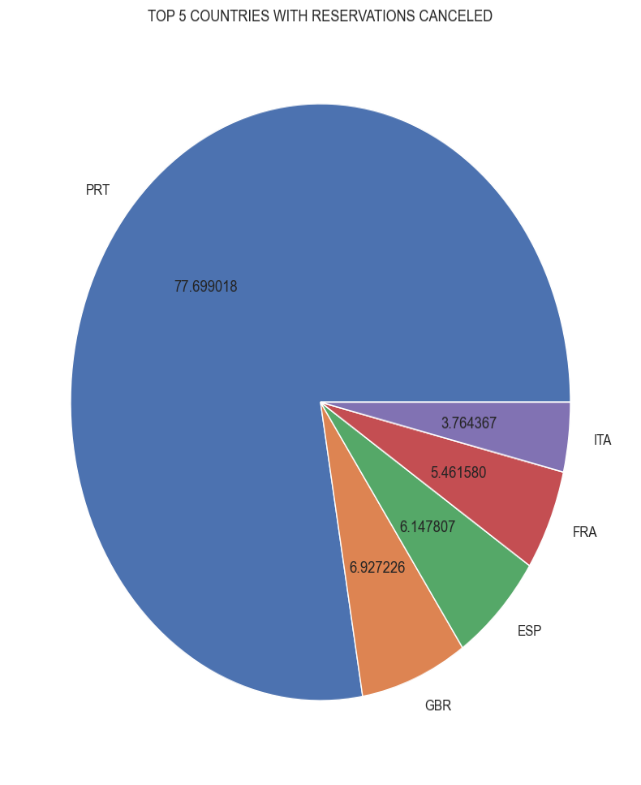 TOP 5 COUNTRIES WITH RESERVATIONS CANCELED
PRT
77.699018
3.764367
ITA
5.461580
FRA
6.147807
ESP
6.927226
GBR